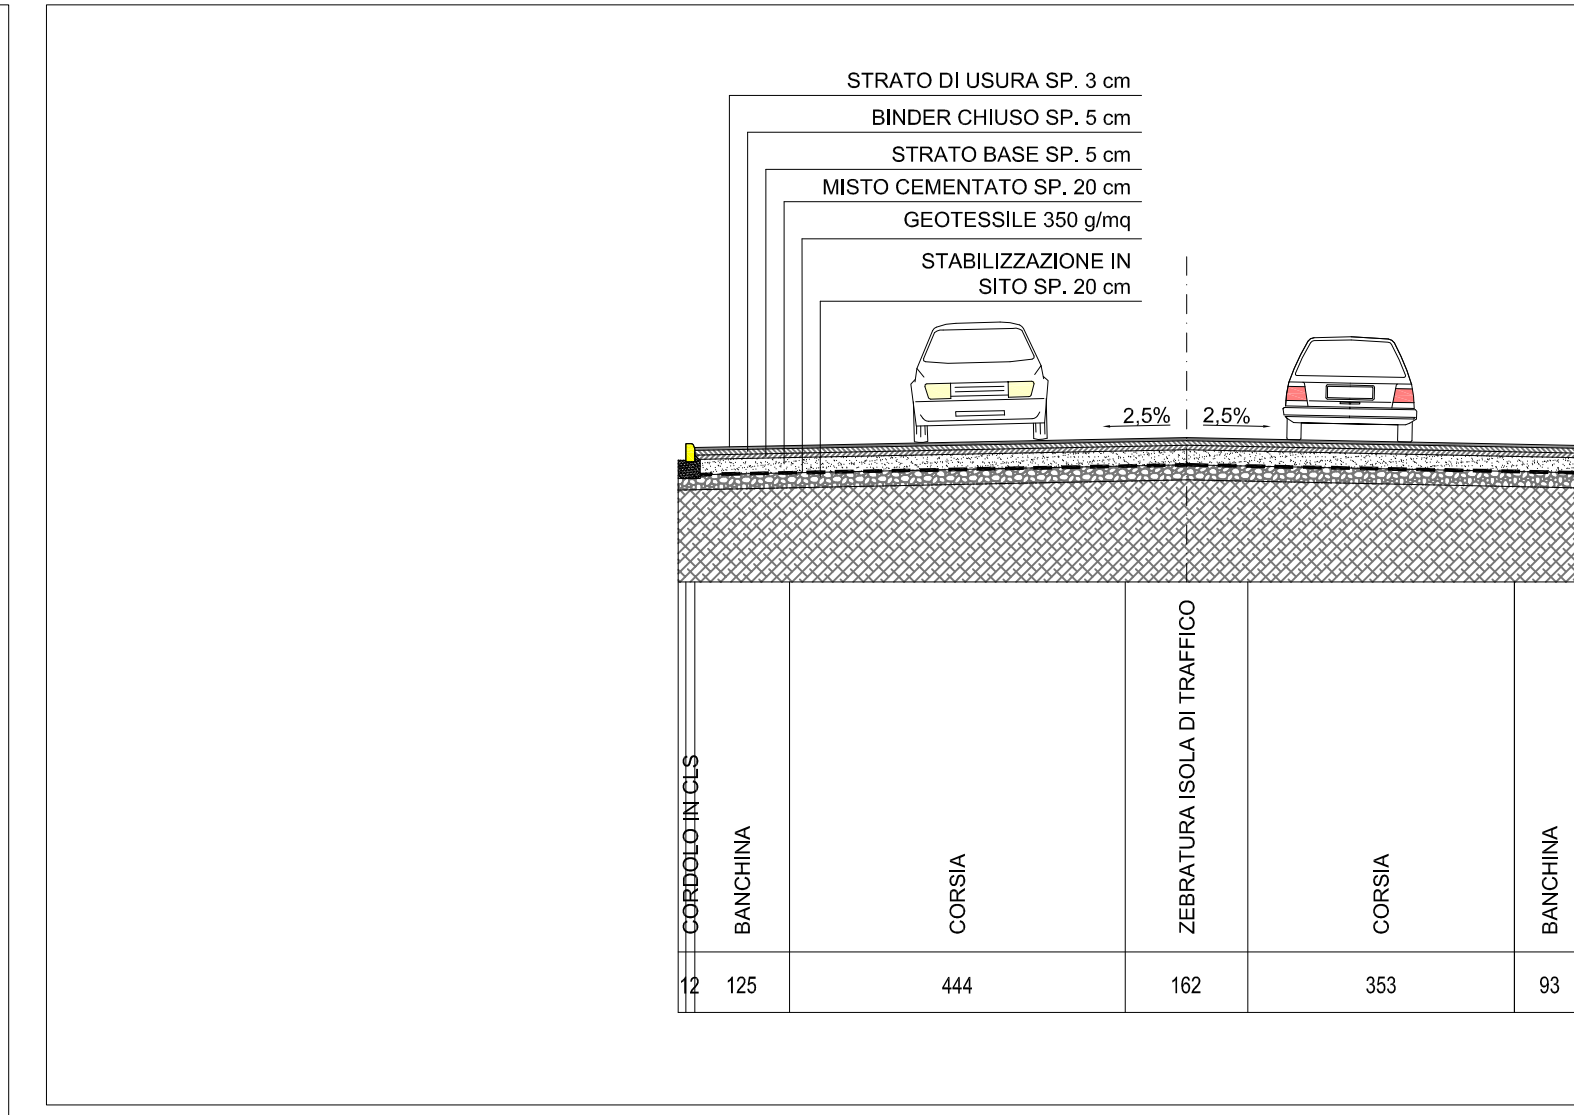 STRATO DI USURA SP. 3 cm
BINDER CHIUSO SP. 5 cm
STRATO BASE SP. 5 cm
MISTO CEMENTATO SP. 20 cm
GEOTESSILE 350 g/mq
STABILIZZAZIONE IN
SITO SP. 20 cm
2,5%
2,5%
CORDOLO IN CLS
BANCHINA
CORSIA
ZEBRATURA ISOLA DI TRAFFICO
CORSIA
BANCHINA
12
125
444
162
353
93